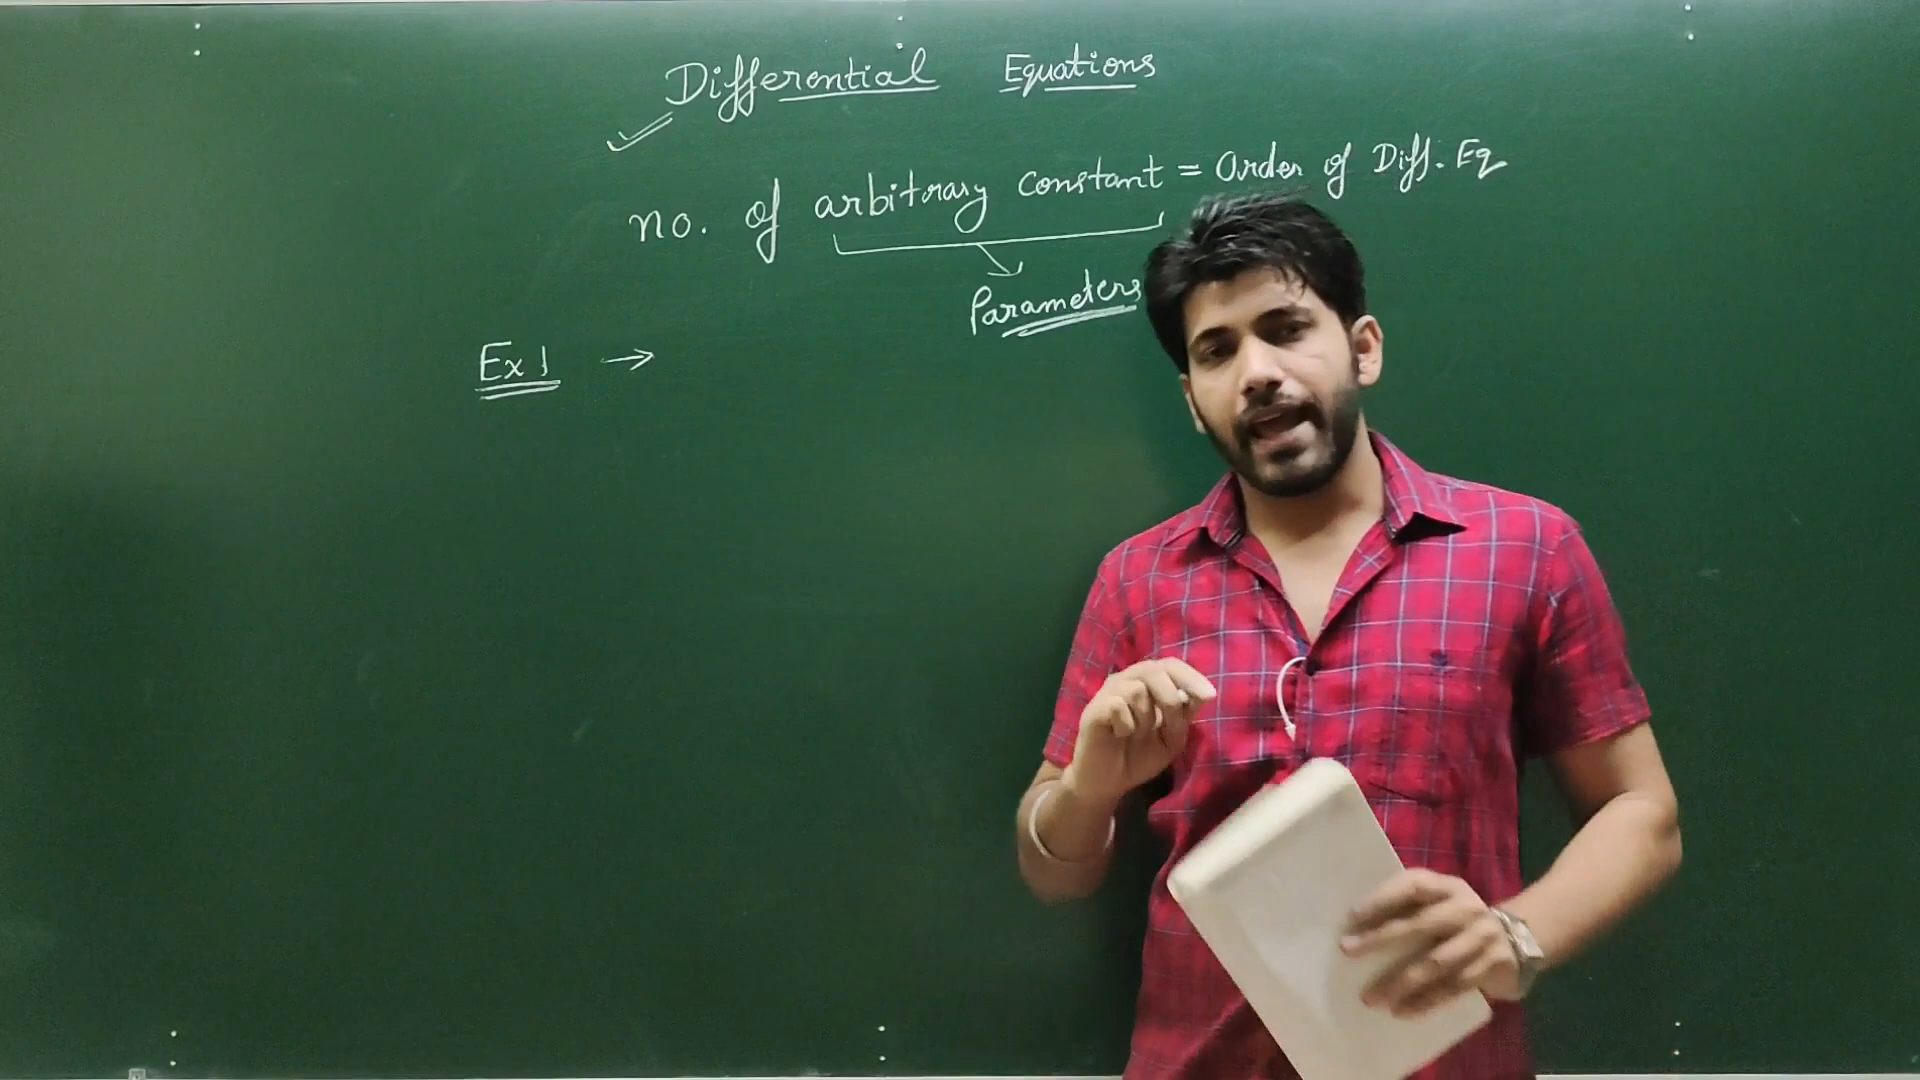 Differential Equations
no. of arbitrary constant = Order of Diff. Eq
Parameters
Ex 1 →